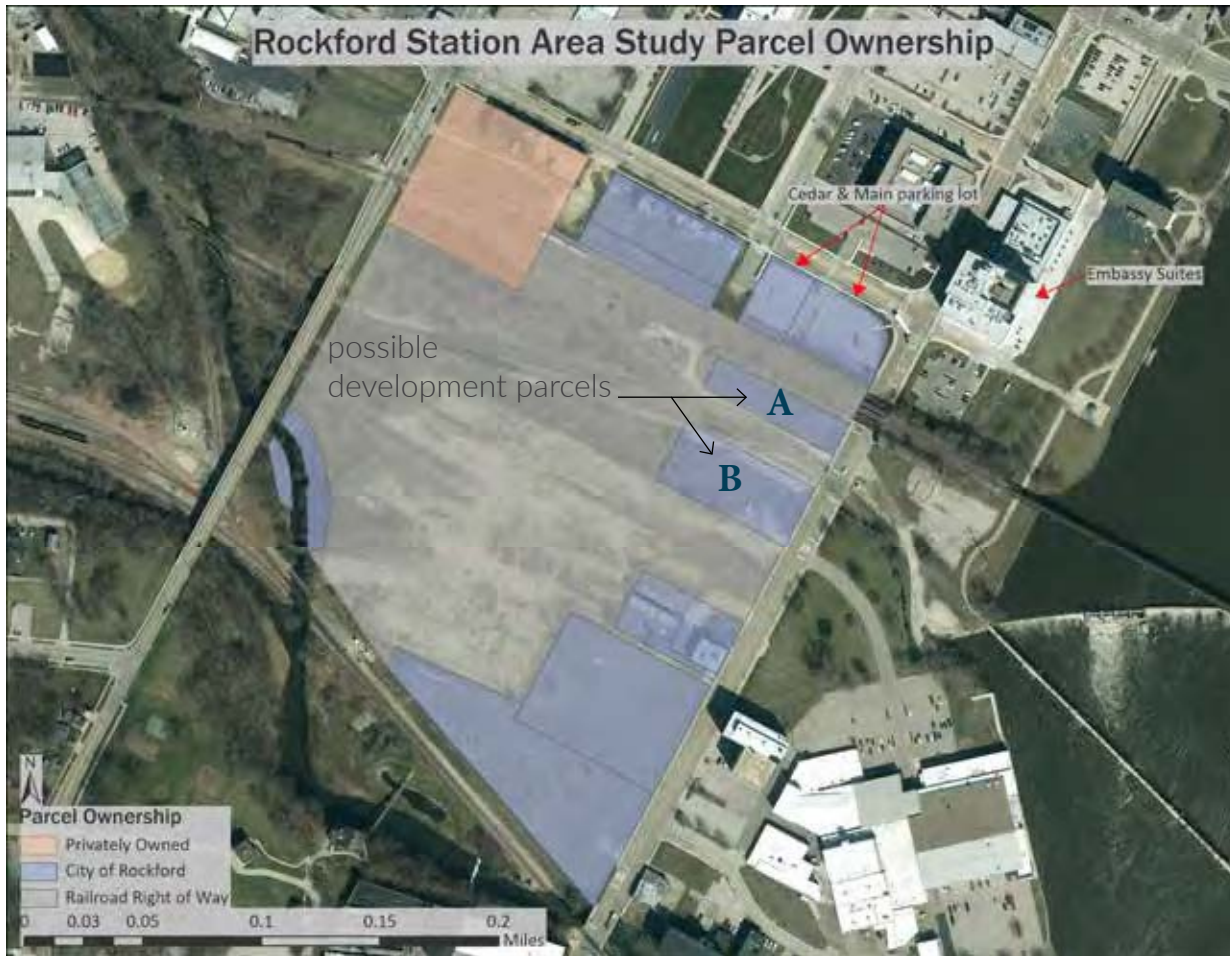 Rockford Station Area Study Parcel Ownership
Cedar & Main parking lot
Embassy Suites
possible
development parcels
A
B
N
Parcel Ownership
Privately Owned
City of Rockford
Railroad Right of Way
0 0.03 0.05 0.1 0.15 0.2
Miles